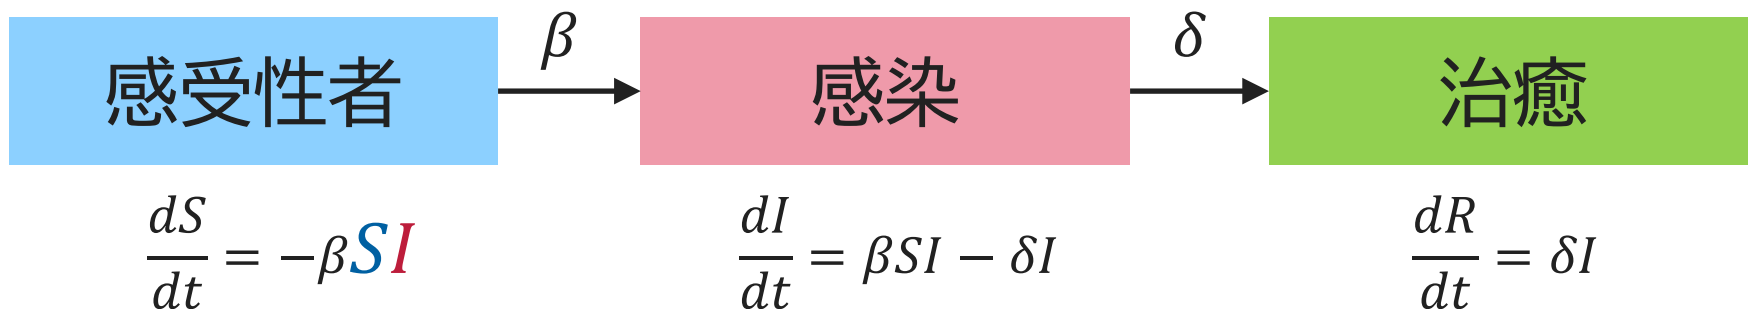 β δ
感受性者 感染 治癒
dS/dt = −βSI dI/dt = βSI − δI dR/dt = δI